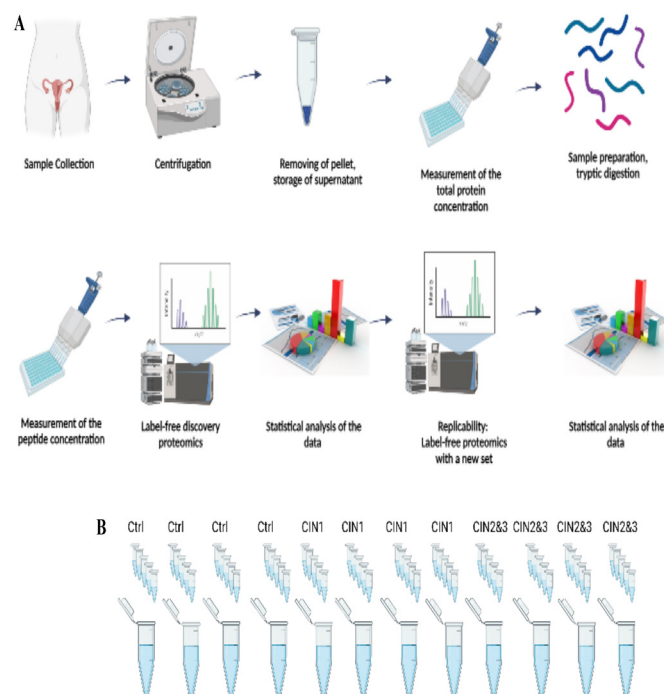 A
Sample Collection
Centrifugation
Removing of pellet,
storage of supernatant
Measurement of the
total protein
concentration
Sample preparation,
tryptic digestion
Measurement of the
peptide concentration
Label-free discovery
proteomics
Statistical analysis of the
data
Replicability:
Label-free proteomics
with a new set
Statistical analysis of the
data
B
Ctrl Ctrl Ctrl Ctrl CIN1 CIN1 CIN1 CIN1 CIN2&3 CIN2&3 CIN2&3 CIN2&3